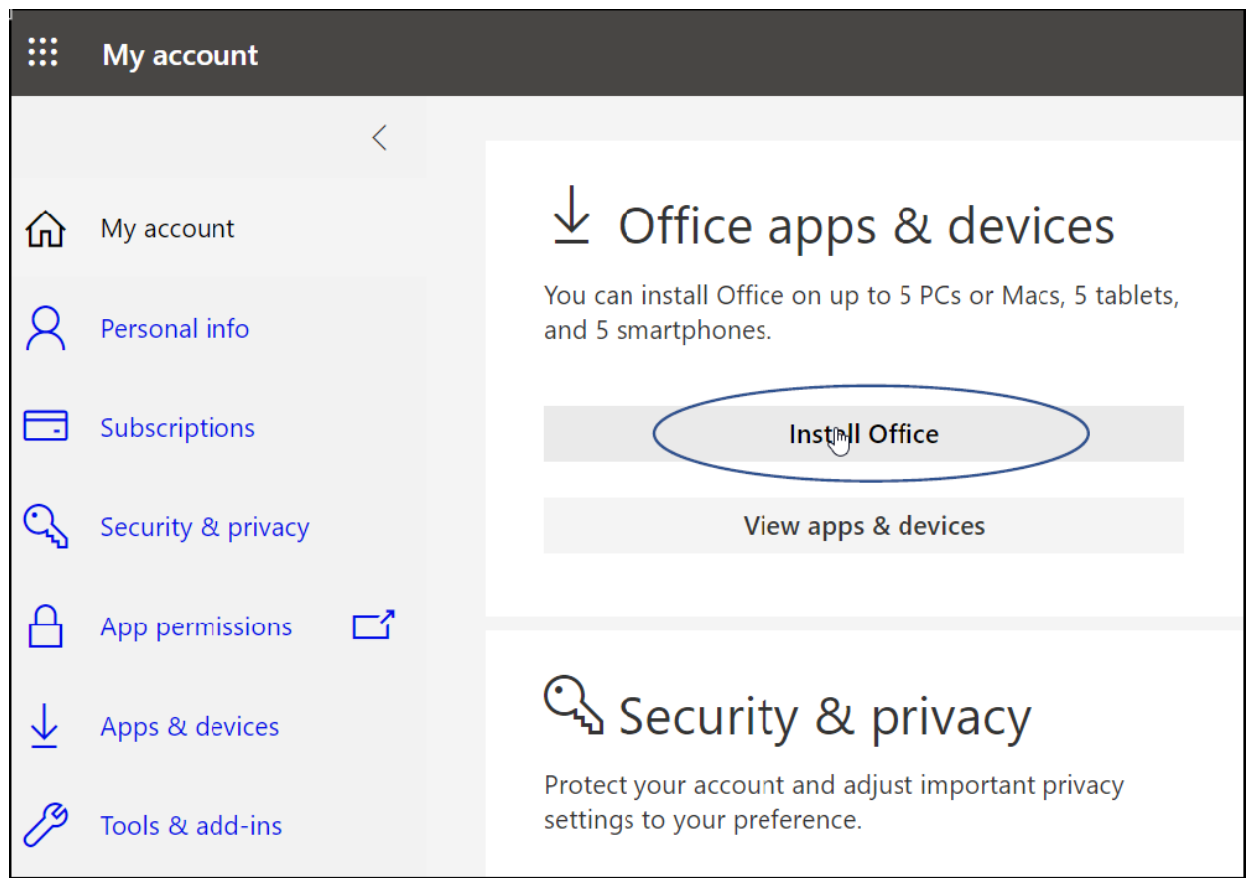 My account
My account
Personal info
Subscriptions
Security & privacy
App permissions
Apps & devices
Tools & add-ins
Office apps & devices
You can install Office on up to 5 PCs or Macs, 5 tablets,
and 5 smartphones.
Install Office
View apps & devices
Security & privacy
Protect your account and adjust important privacy
settings to your preference.